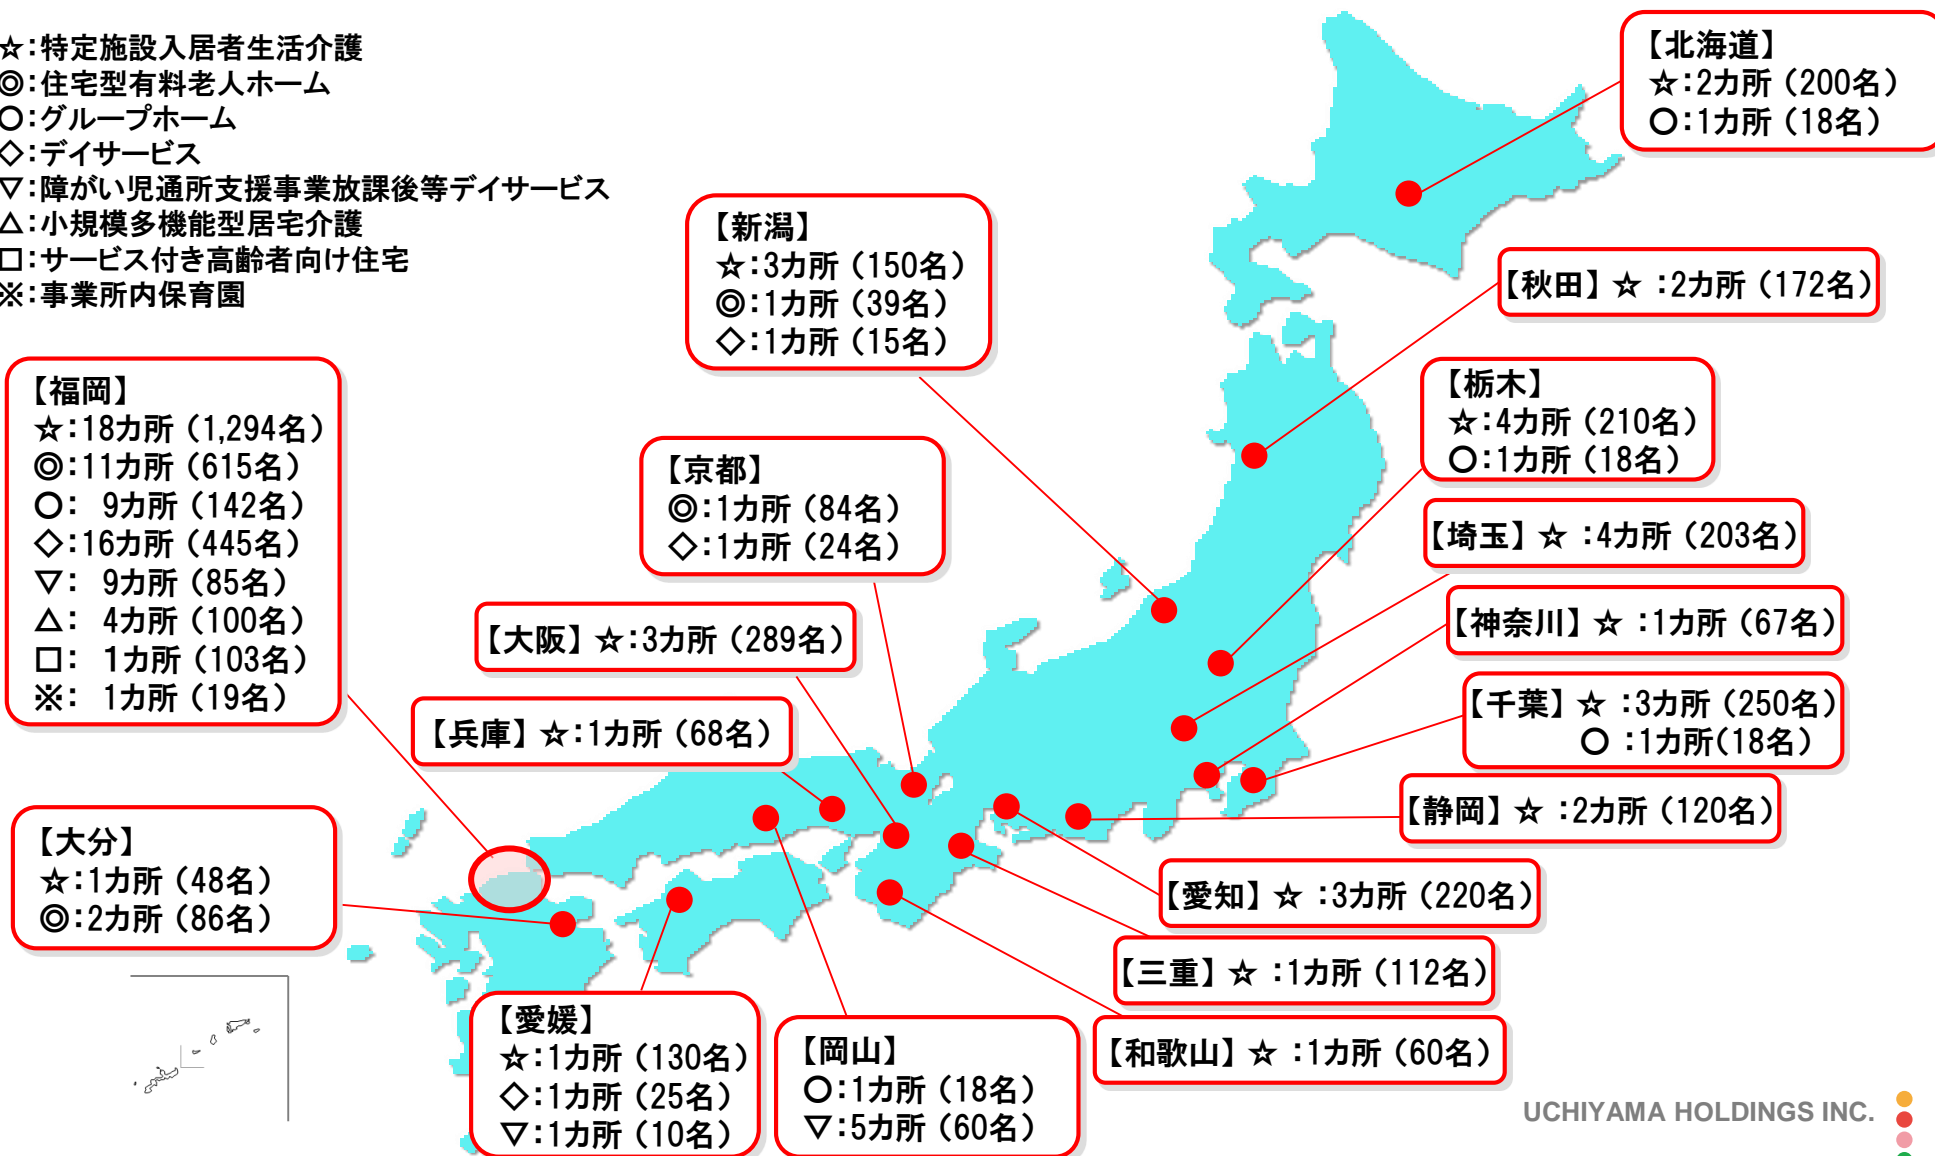 ☆：特定施設入居者生活介護
◎：住宅型有料老人ホーム
○：グループホーム
◇：デイサービス
▽：障がい児通所支援事業放課後等デイサービス
△：小規模多機能型居宅介護
□：サービス付き高齢者向け住宅
※：事業所内保育園
【北海道】
☆：2カ所（200名）
○：1カ所（18名）
【新潟】
☆：3カ所（150名）
◎：1カ所（39名）
◇：1カ所（15名）
【秋田】☆：2カ所（172名）
【福岡】
☆：18カ所（1,294名）
◎：11カ所（615名）
○： 9カ所（142名）
◇：16カ所（445名）
▽： 9カ所（85名）
△： 4カ所（100名）
□： 1カ所（103名）
※： 1カ所（19名）
【栃木】
☆：4カ所（210名）
○：1カ所（18名）
【京都】
◎：1カ所（84名）
◇：1カ所（24名）
【埼玉】☆：4カ所（203名）
【神奈川】☆：1カ所（67名）
【大阪】☆：3カ所（289名）
【千葉】☆：3カ所（250名）
○：1カ所（18名）
【兵庫】☆：1カ所（68名）
【静岡】☆：2カ所（120名）
【大分】
☆：1カ所（48名）
◎：2カ所（86名）
【愛知】☆：3カ所（220名）
【三重】☆：1カ所（112名）
【愛媛】
☆：1カ所（130名）
◇：1カ所（25名）
▽：1カ所（10名）
【岡山】
○：1カ所（18名）
▽：5カ所（60名）
【和歌山】☆：1カ所（60名）
UCHIYAMA HOLDINGS INC.